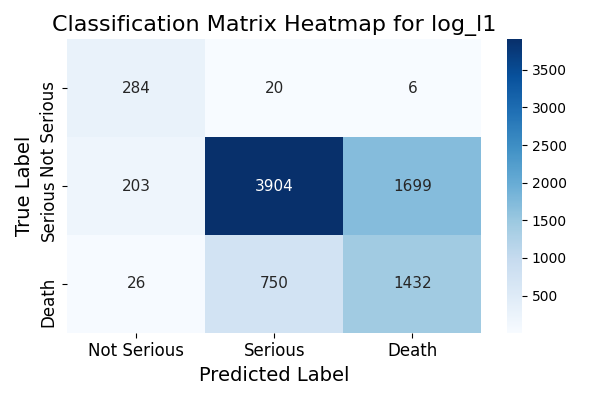 Classification Matrix Heatmap for log_l1
True Label
Not Serious
Serious
Death
284 20 6
203 3904 1699
26 750 1432
Not Serious Serious Death
Predicted Label
3500
3000
2500
2000
1500
1000
500